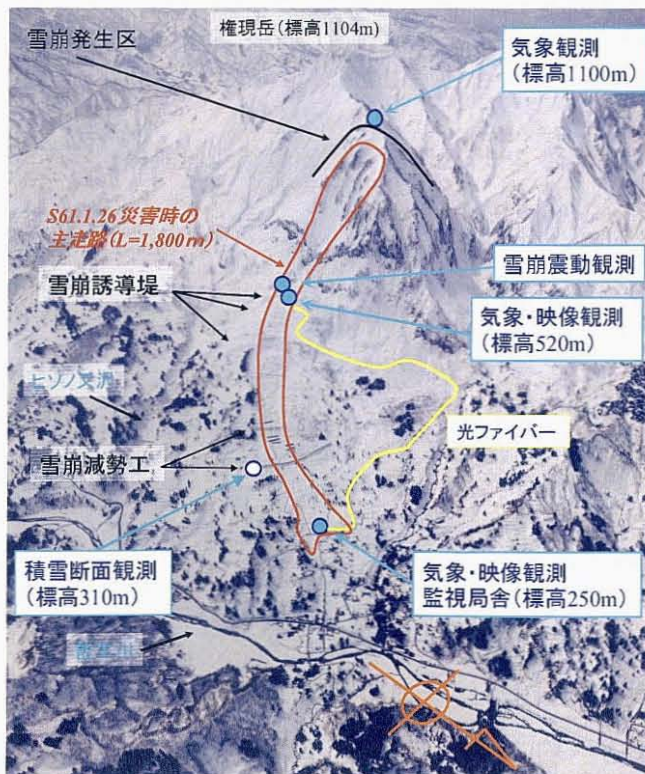 権現岳(標高1104m)
雪崩発生区
気象観測
(標高1100m)
S61.1.26災害時の
主走路(L=1,800m)
雪崩震動観測
雪崩誘導堤
気象・映像観測
(標高520m)
光ファイバー
雪崩減勢工
積雪断面観測
(標高310m)
気象・映像観測
監視局舎(標高250m)